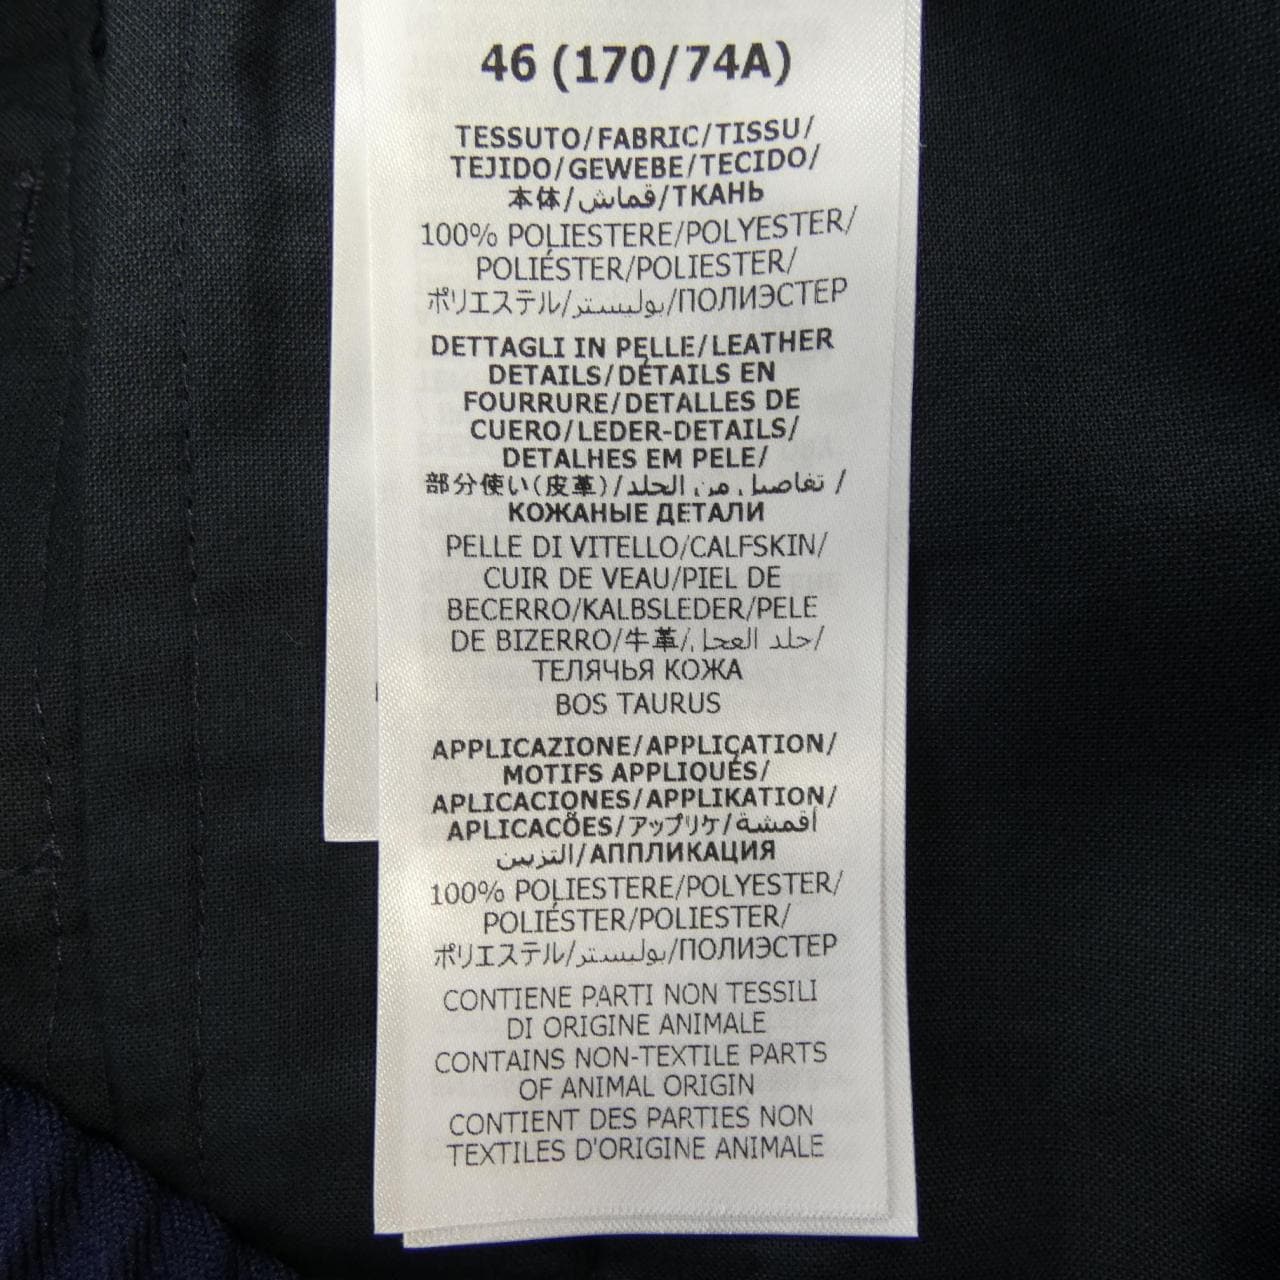 46 (170/74A)
TESSUTO/FABRIC/TISSU/
TEJIDO/GEWEBE/TECIDO/
本体/قماش/ТКАНЬ
100% POLIESTERE/POLYESTER/
POLIÉSTER/POLIESTER/
ポリエステル/بوليستر/ПОЛИЭСТЕР
DETTAGLI IN PELLE/LEATHER
DETAILS/DÉTAILS EN
FOURRURE/DETALLES DE
CUERO/LEDER-DETAILS/
DETALHES EM PELE/
部分使い(皮革)/تفاصيل من الجلد/
КОЖАНЫЕ ДЕТАЛИ
PELLE DI VITELLO/CALFSKIN/
CUIR DE VEAU/PIEL DE
BECERRO/KALBSLEDER/PELE
DE BIZERRO/牛革/جلد العجل/
ТЕЛЯЧЬЯ КОЖА
BOS TAURUS
APPLICAZIONE/APPLICATION/
MOTIFS APPLIQUÉS/
APLICACIONES/APPLIKATION/
APLICAÇÕES/アップリケ/أقمشة
التزيين/АППЛИКАЦИЯ
100% POLIESTERE/POLYESTER/
POLIÉSTER/POLIESTER/
ポリエステル/بوليستر/ПОЛИЭСТЕР
CONTIENE PARTI NON TESSILI
DI ORIGINE ANIMALE
CONTAINS NON-TEXTILE PARTS
OF ANIMAL ORIGIN
CONTIENT DES PARTIES NON
TEXTILES D'ORIGINE ANIMALE